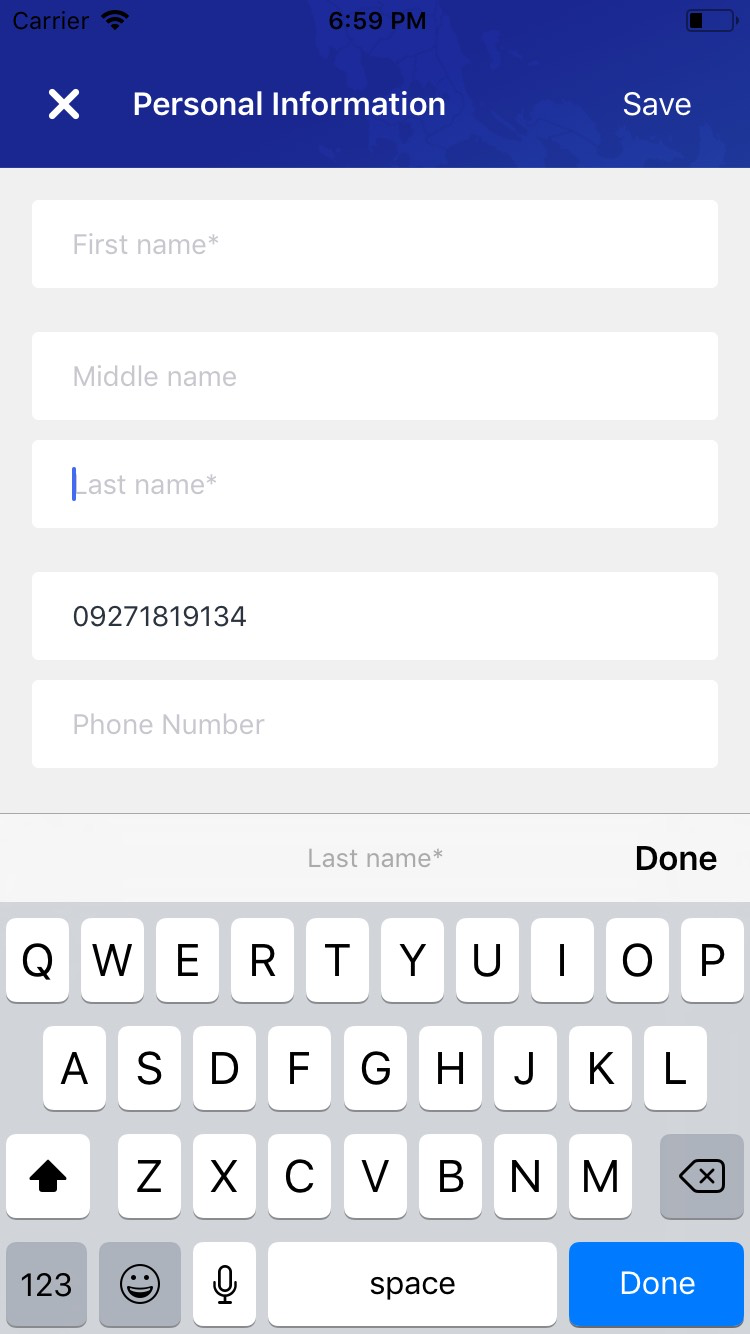 Carrier 6:59 PM
Personal Information Save
First name*
Middle name
Last name*
09271819134
Phone Number
Last name* Done
Q W E R T Y U I O P
A S D F G H J K L
Z X C V B N M
123 space Done